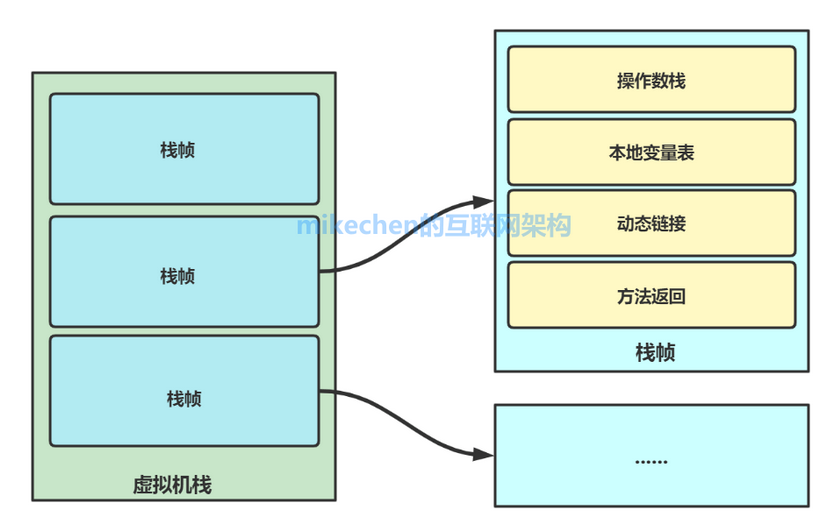 栈帧
栈帧
栈帧
虚拟机栈
mikechen的互联网架构
操作数栈
本地变量表
动态链接
方法返回
栈帧
......